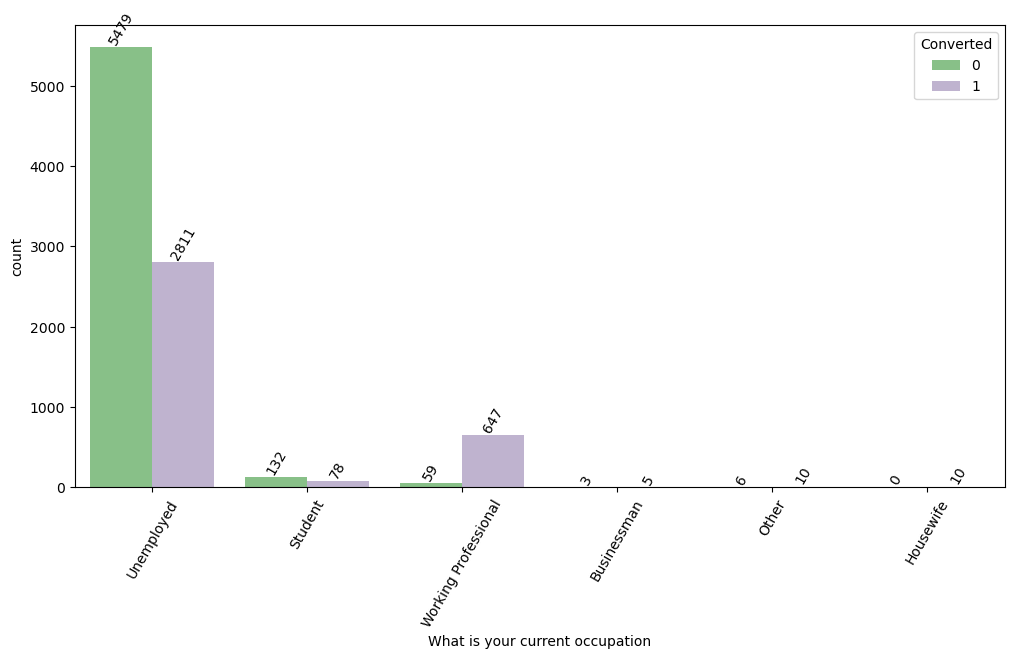 Converted
0
1
5479
2811
132
78
59
647
3
5
6
10
0
10
count
5000
4000
3000
2000
1000
0
Unemployed
Student
Working Professional
Businessman
Other
Housewife
What is your current occupation